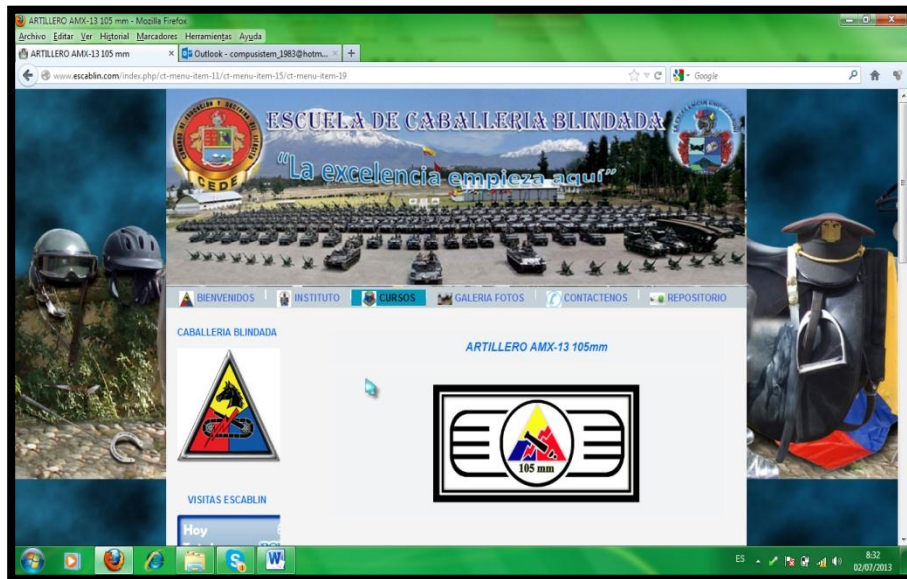 ARTILLERO AMX-13 105 mm - Mozilla Firefox
Archivo Editar Ver Historial Marcadores Herramientas Ayuda
ARTILLERO AMX-13 105 mm
Outlook - compusistem_1983@hotm...
www.escablin.com/index.php/ct-menu-item-11/ct-menu-item-15/ct-menu-item-19
Google
ESCUELA DE CABALLERIA BLINDADA
"La excelencia empieza aquí"
CEDE
BIENVENIDOS INSTITUTO CURSOS GALERIA FOTOS CONTACTENOS REPOSITORIO
CABALLERIA BLINDADA
ARTILLERO AMX-13 105mm
105 mm
VISITAS ESCABLIN
Hoy
ES
8:32
02/07/2013